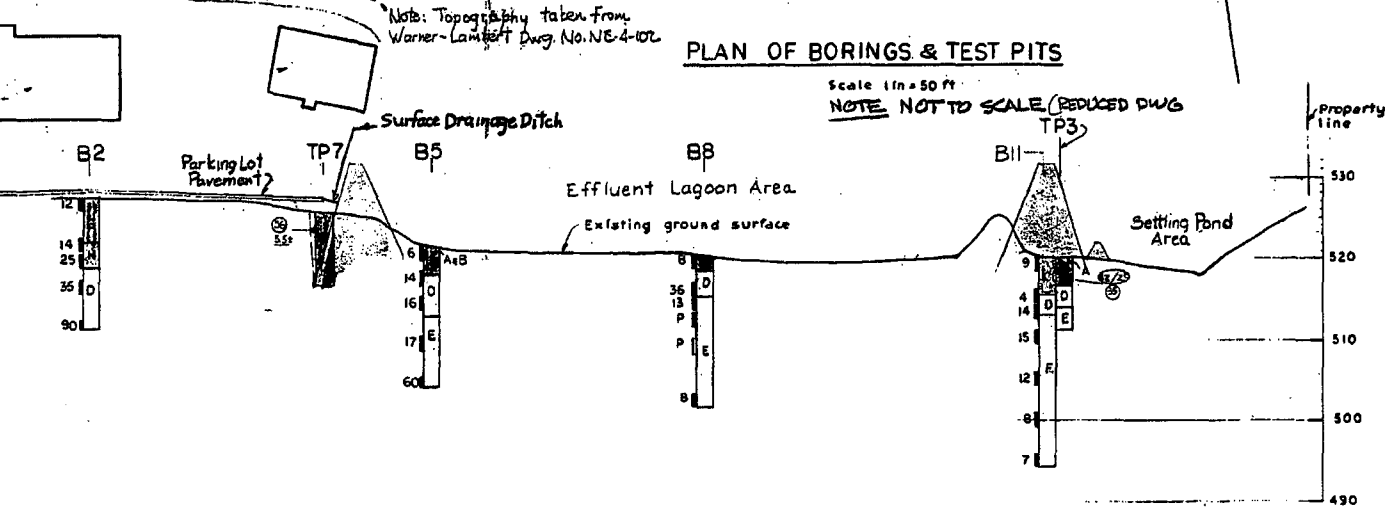 Note: Topography taken from
Warner-Lambert Dwg. No. NE-4-102
PLAN OF BORINGS & TEST PITS
Scale 1 in = 50 ft
NOTE NOT TO SCALE (REDUCED DWG
Property
line
Surface Drainage Ditch
TP3
B2
Parking Lot
Pavement
TP7
B5
B8
B11
Effluent Lagoon Area
Existing ground surface
Settling Pond
Area
530
520
510
500
490
12
14
25
35
90
D
6
14
16
17
60
A&B
D
E
8
36
13
P
P
8
D
E
9
4
14
15
12
8
7
D
E
D
E
A